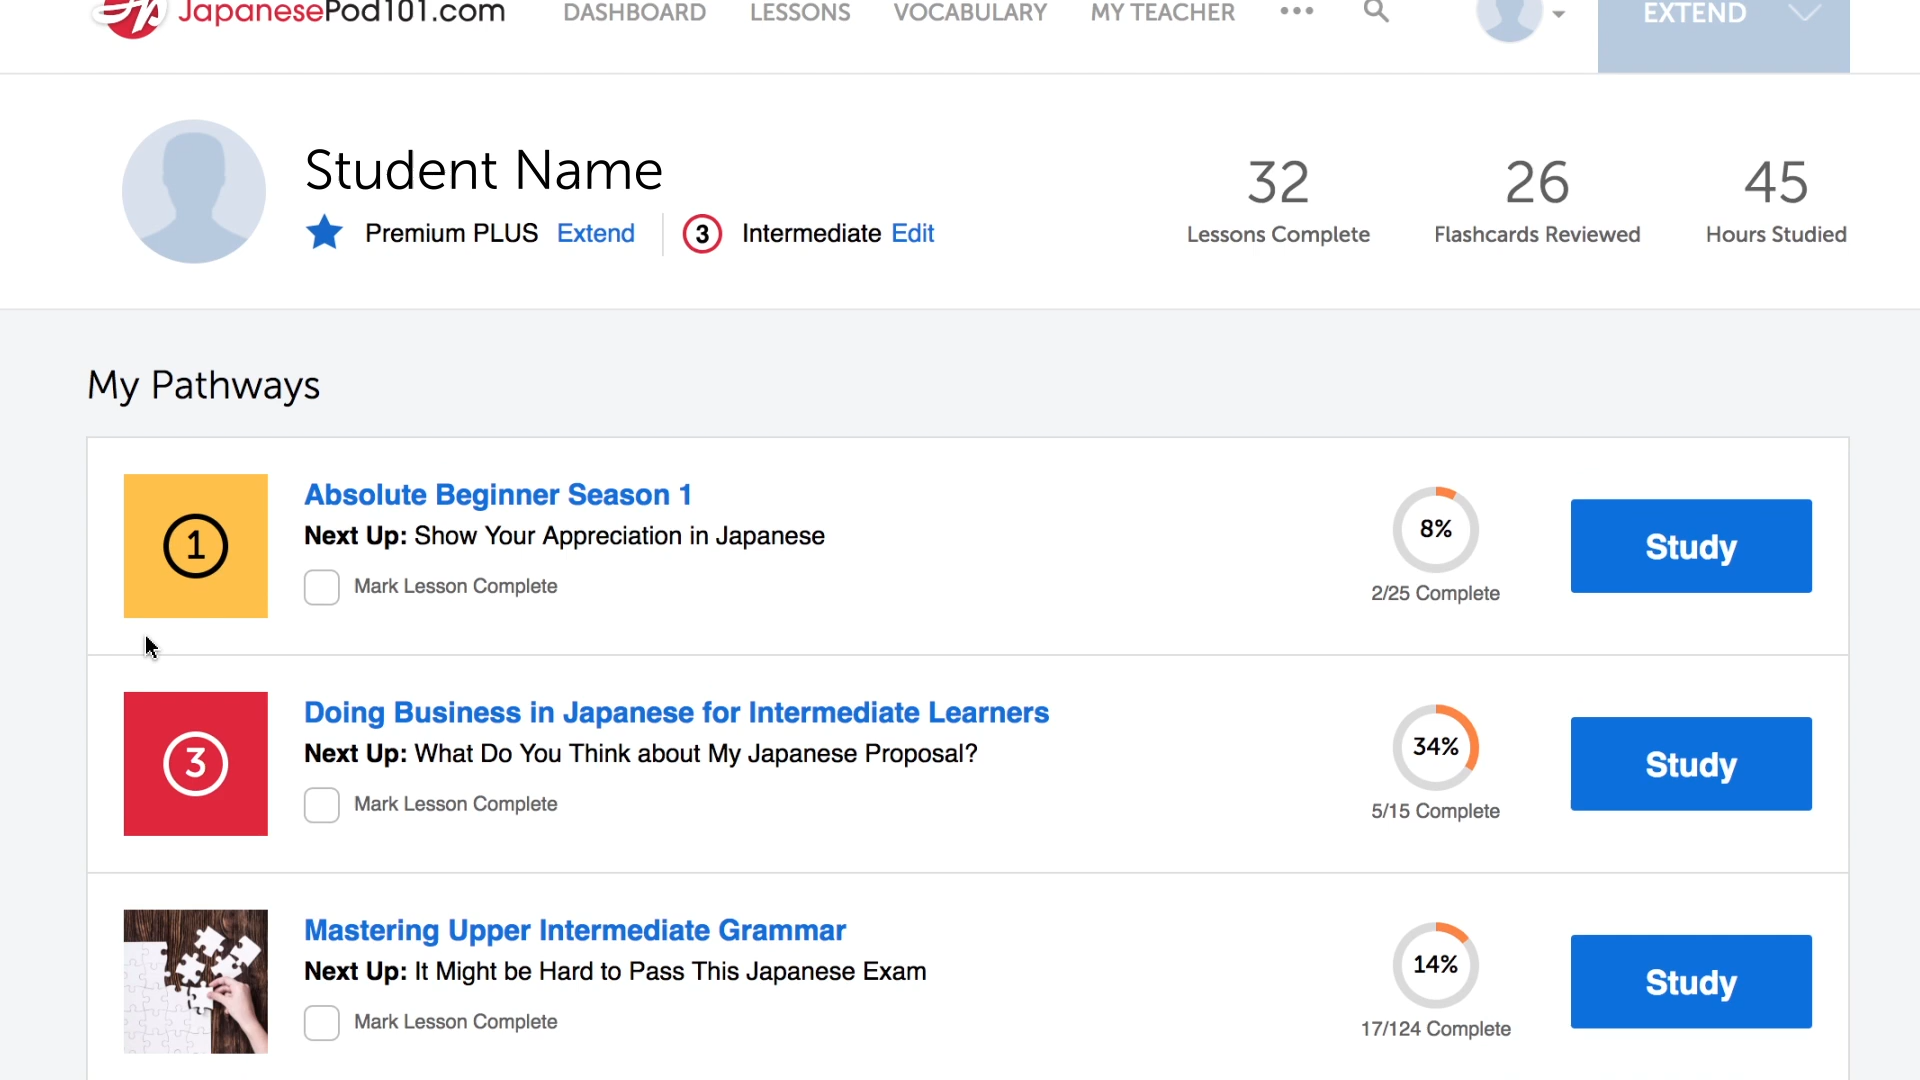 JapanesePod101.com
DASHBOARD LESSONS VOCABULARY MY TEACHER ••• EXTEND
Student Name
Premium PLUS Extend
3 Intermediate Edit
32 Lessons Complete
26 Flashcards Reviewed
45 Hours Studied
My Pathways
1
Absolute Beginner Season 1
Next Up: Show Your Appreciation in Japanese
Mark Lesson Complete
8%
2/25 Complete
Study
3
Doing Business in Japanese for Intermediate Learners
Next Up: What Do You Think about My Japanese Proposal?
Mark Lesson Complete
34%
5/15 Complete
Study
Mastering Upper Intermediate Grammar
Next Up: It Might be Hard to Pass This Japanese Exam
Mark Lesson Complete
14%
17/124 Complete
Study